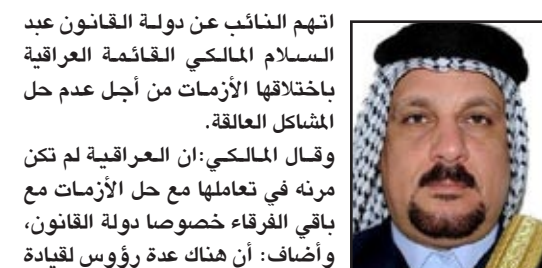 اتهم النائب عن دولة القانون عبد
السلام المالكي القائمة العراقية
باختلاقها الأزمات من أجل عدم حل
المشاكل العالقة.
وقال المالكي:ان العراقية لم تكن
مرنه في تعاملها مع حل الأزمات مع
باقي الفرقاء خصوصا دولة القانون،
وأضاف: أن هناك عدة رؤوس لقيادة